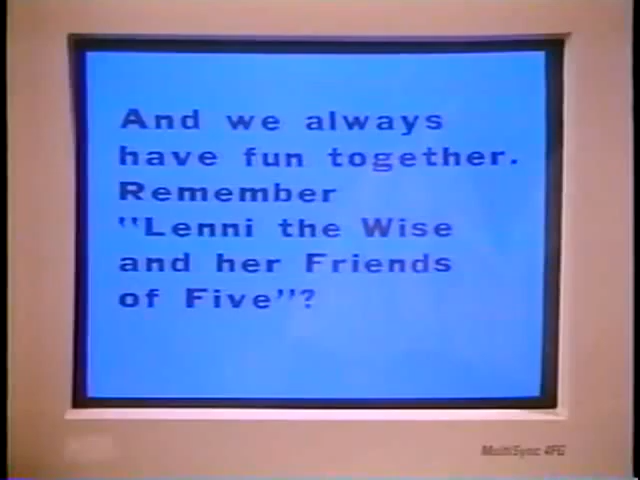 And we always
have fun together.
Remember
"Lenni the Wise
and her Friends
of Five"?
MultiSync 4FG